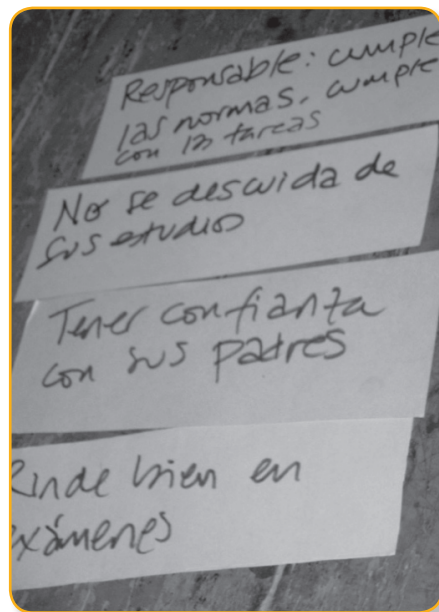 Responsable: cumple
las normas, cumple
con las tareas
No se descuida de
sus estudios
Tener confianza
con sus padres
Rinde bien en
exámenes